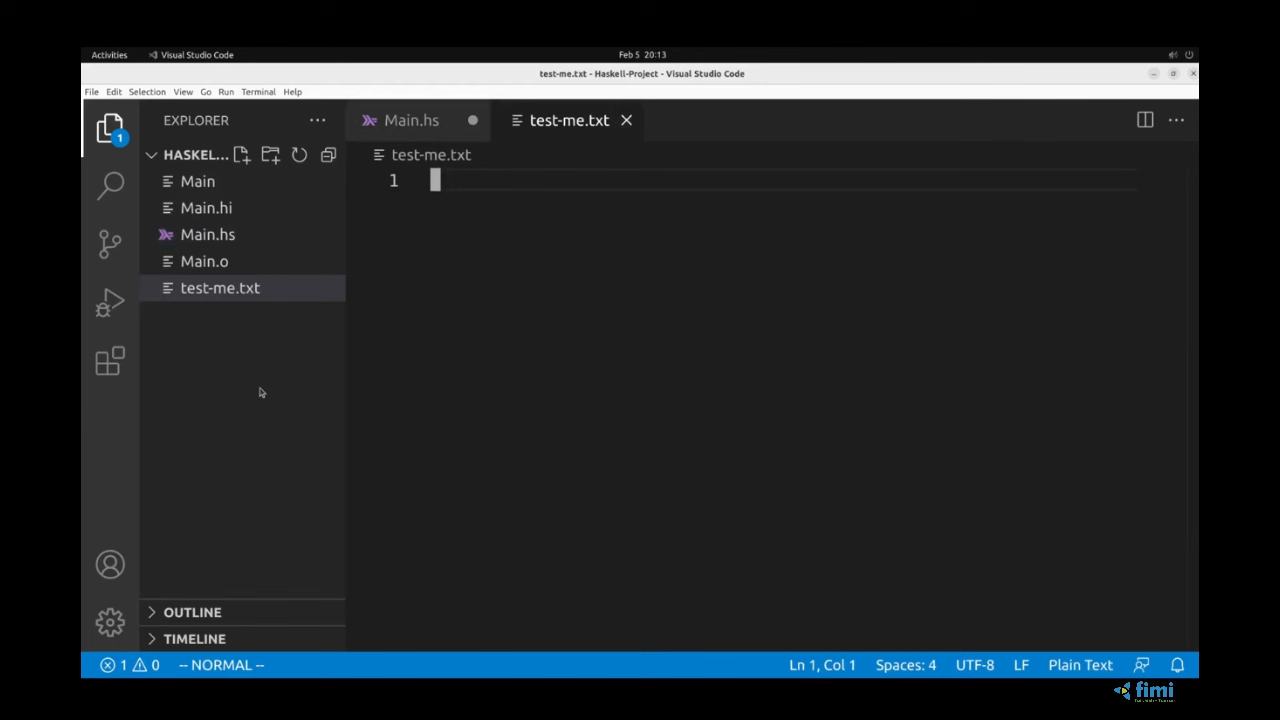 Activities Visual Studio Code Feb 5 20:13
test-me.txt - Haskell-Project - Visual Studio Code
File Edit Selection View Go Run Terminal Help
EXPLORER Main.hs test-me.txt
1
HASKEL... test-me.txt
Main 1
Main.hi
Main.hs
Main.o
test-me.txt
OUTLINE
TIMELINE
1 0 -- NORMAL -- Ln 1, Col 1 Spaces: 4 UTF-8 LF Plain Text
fimi